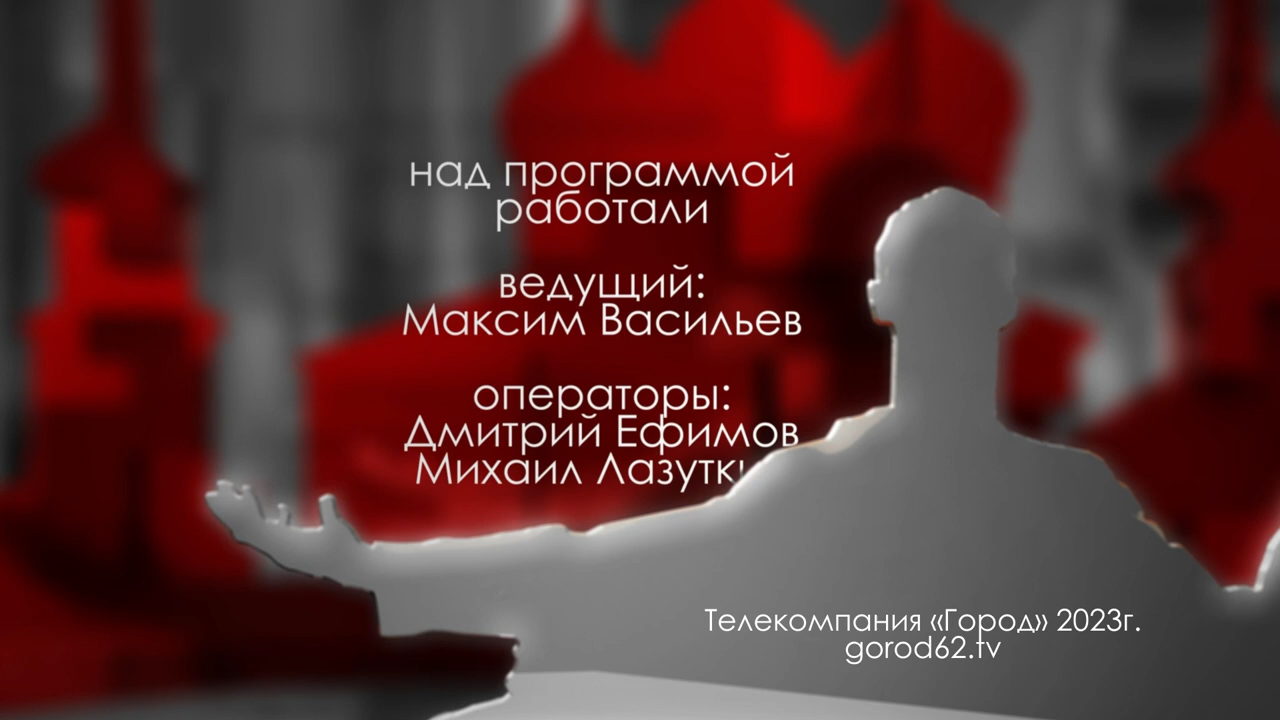 над программой
работали
ведущий:
Максим Васильев
операторы:
Дмитрий Ефимов
Михаил
Телекомпания «Город» 2023г.
gorod62.tv